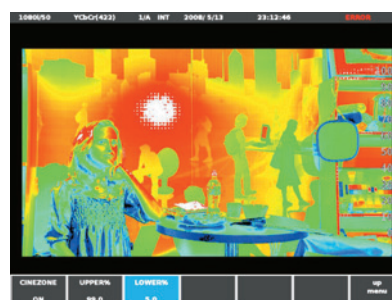 1080I/50 YCbCr(422) 1/A INT 2008/ 5/13 23:12:46 ERROR
CINEZONE UPPER% LOWER% up
ON 99.0 5.0 menu